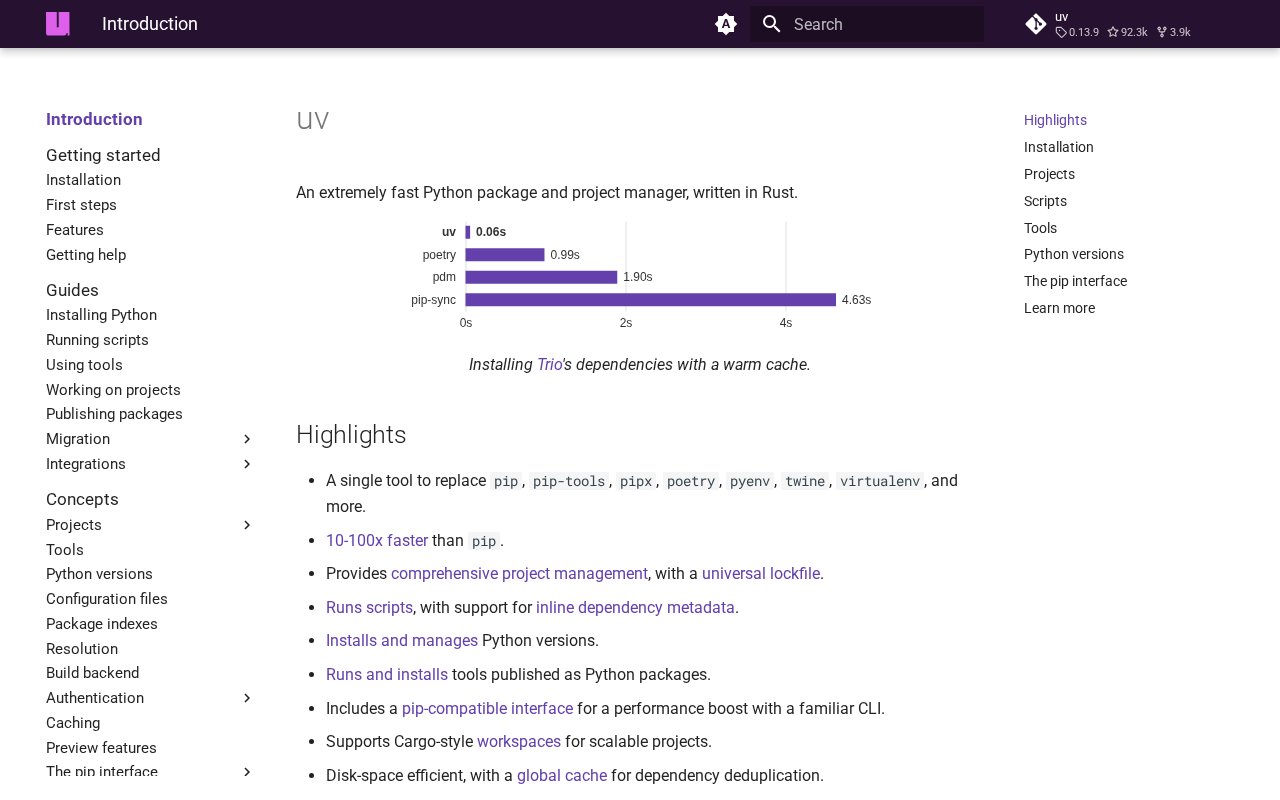 Introduction
Search
uv
0.13.9 92.3k 3.9k
Introduction
Getting started
Installation
First steps
Features
Getting help
Guides
Installing Python
Running scripts
Using tools
Working on projects
Publishing packages
Migration
Integrations
Concepts
Projects
Tools
Python versions
Configuration files
Package indexes
Resolution
Build backend
Authentication
Caching
Preview features
The pip interface
uv
An extremely fast Python package and project manager, written in Rust.
uv 0.06s
poetry 0.99s
pdm 1.90s
pip-sync 4.63s
0s 2s 4s
Installing Trio's dependencies with a warm cache.
Highlights
A single tool to replace pip, pip-tools, pipx, poetry, pyenv, twine, virtualenv, and
more.
10-100x faster than pip.
Provides comprehensive project management, with a universal lockfile.
Runs scripts, with support for inline dependency metadata.
Installs and manages Python versions.
Runs and installs tools published as Python packages.
Includes a pip-compatible interface for a performance boost with a familiar CLI.
Supports Cargo-style workspaces for scalable projects.
Disk-space efficient, with a global cache for dependency deduplication.
Highlights
Installation
Projects
Scripts
Tools
Python versions
The pip interface
Learn more